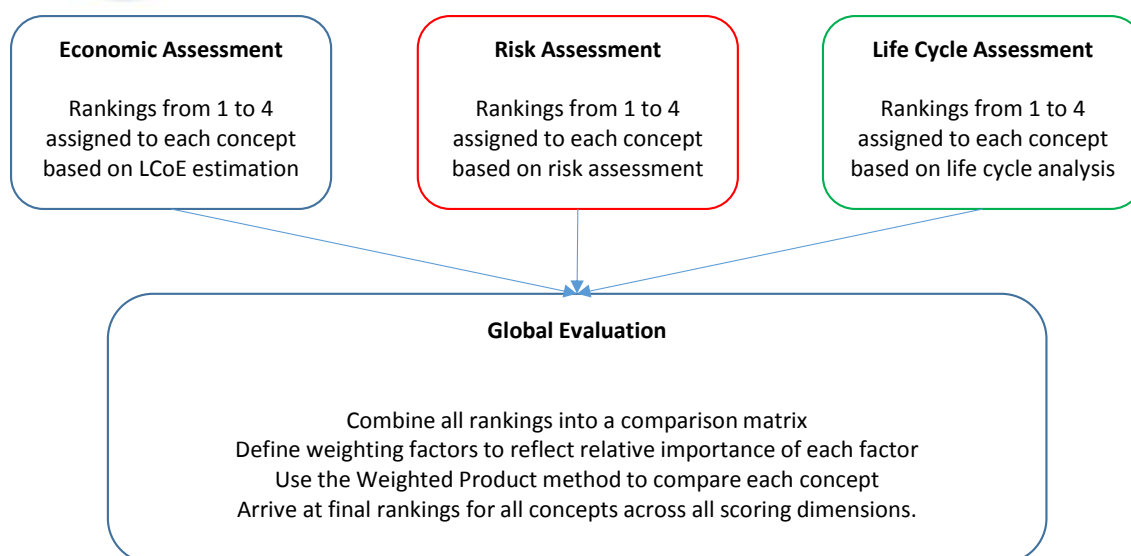 Economic Assessment
Rankings from 1 to 4
assigned to each concept
based on LCoE estimation
Risk Assessment
Rankings from 1 to 4
assigned to each concept
based on risk assessment
Life Cycle Assessment
Rankings from 1 to 4
assigned to each concept
based on life cycle analysis
Global Evaluation
Combine all rankings into a comparison matrix
Define weighting factors to reflect relative importance of each factor
Use the Weighted Product method to compare each concept
Arrive at final rankings for all concepts across all scoring dimensions.